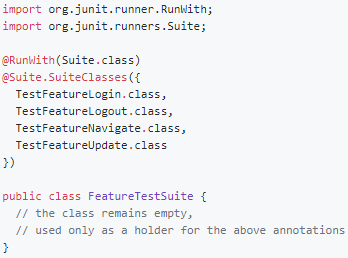 import org.junit.runner.RunWith;
import org.junit.runners.Suite;
@RunWith(Suite.class)
@Suite.SuiteClasses({
  TestFeatureLogin.class,
  TestFeatureLogout.class,
  TestFeatureNavigate.class,
  TestFeatureUpdate.class
})
public class FeatureTestSuite {
  // the class remains empty,
  // used only as a holder for the above annotations
}